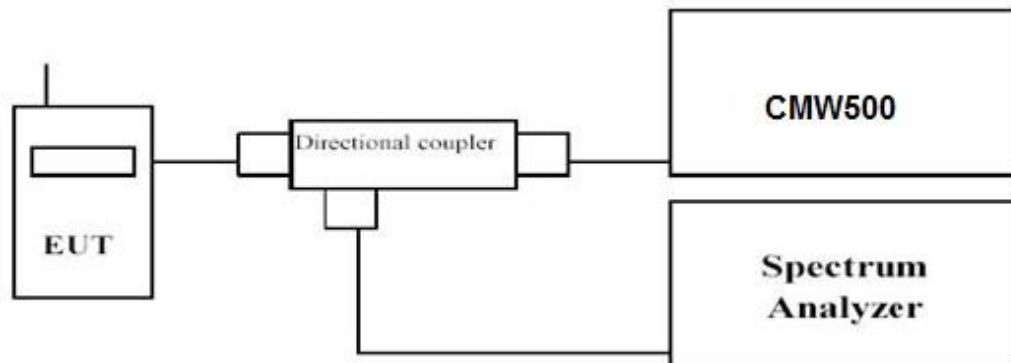 CMW500
Directional coupler
EUT
Spectrum
Analyzer